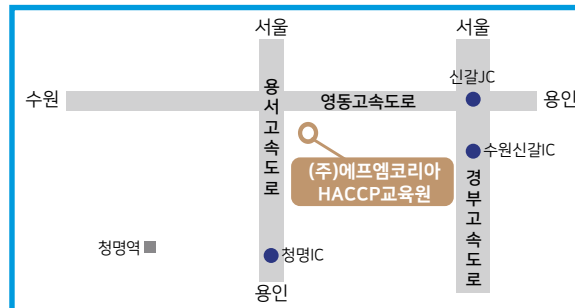 서울
서울
신갈JC
수원
용서고속도로
영동고속도로
용인
(주)에프엠코리아
HACCP교육원
수원신갈IC
경부고속도로
청명역
청명IC
용인